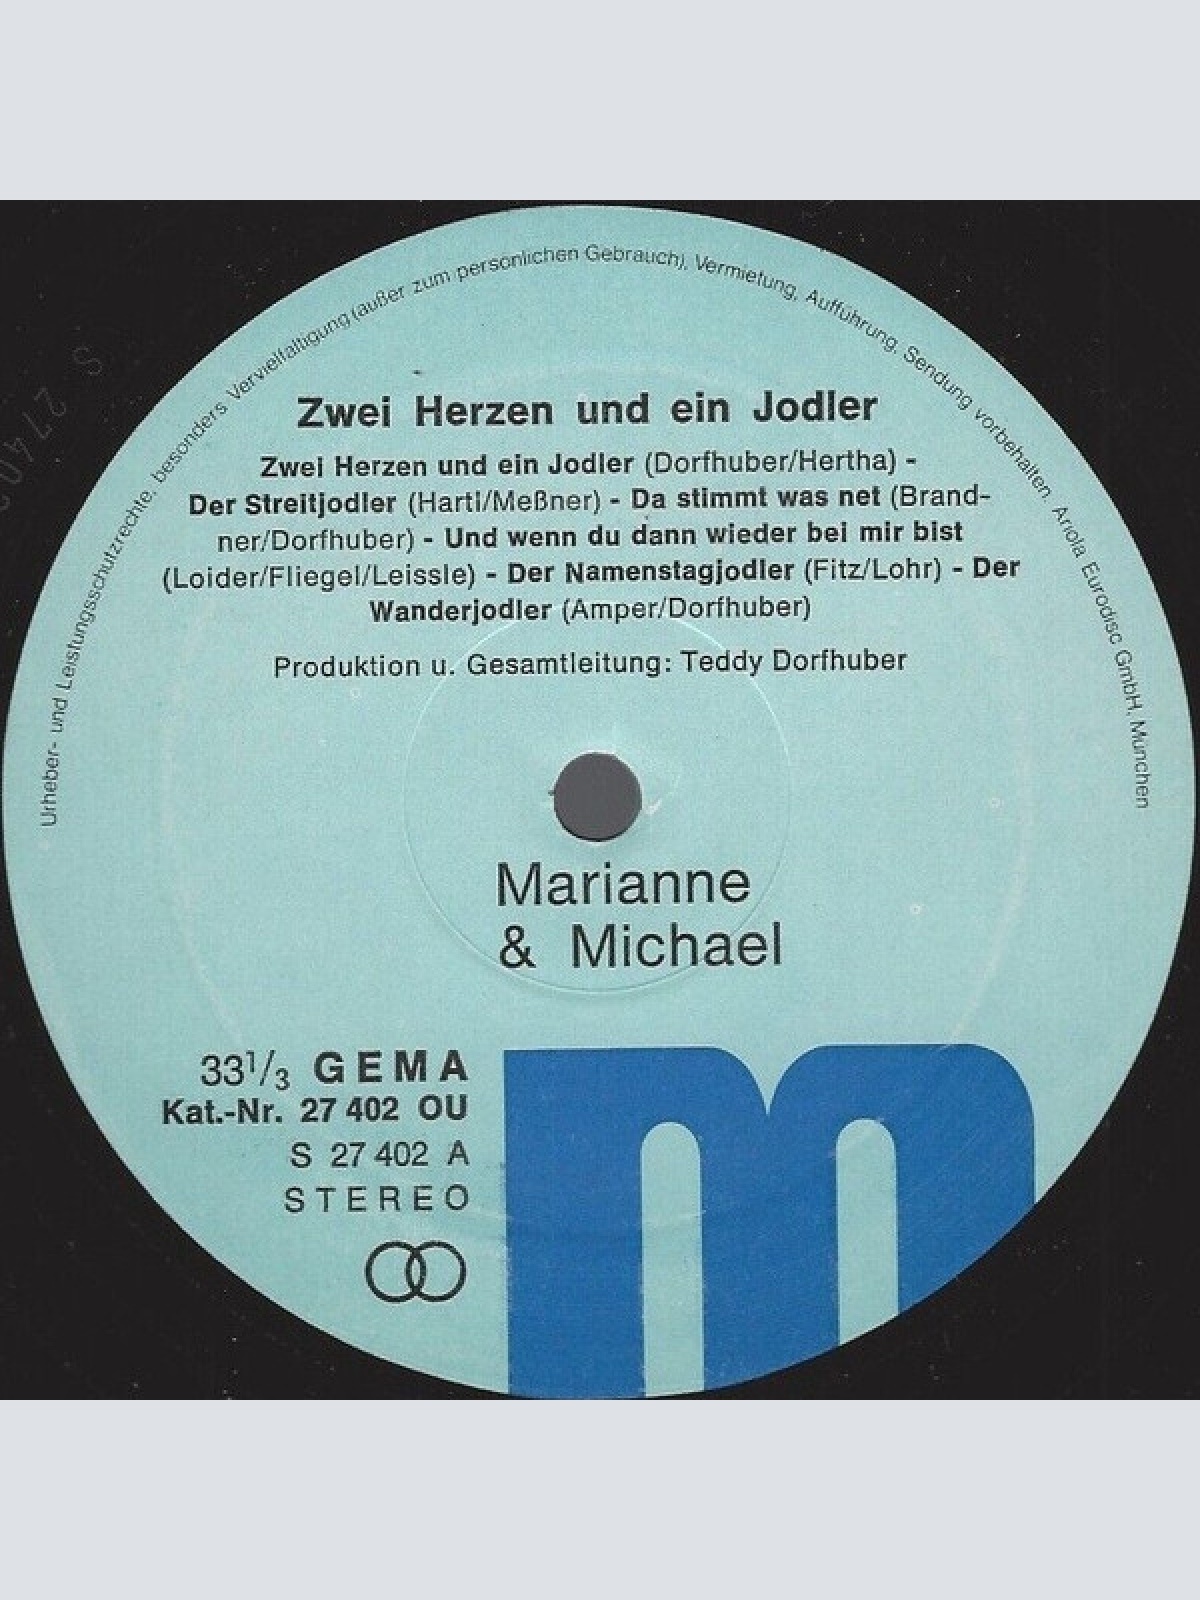 Urheber- und Leistungsschutzrechte, besonders Vervielfältigung (außer zum persönlichen Gebrauch), Vermietung, Aufführung, Sendung vorbehalten. Ariola Eurodisc GmbH, München
Zwei Herzen und ein Jodler
Zwei Herzen und ein Jodler (Dorfhuber/Hertha) -
Der Streitjodler (Hartl/Meßner) - Da stimmt was net (Brand-
ner/Dorfhuber) - Und wenn du dann wieder bei mir bist
(Loider/Fliegel/Leissle) - Der Namenstagjodler (Fitz/Lohr) - Der
Wanderjodler (Amper/Dorfhuber)
Produktion u. Gesamtleitung: Teddy Dorfhuber
Marianne
& Michael
33 1/3 GEMA
Kat.-Nr. 27 402 OU
S 27 402 A
STEREO
m